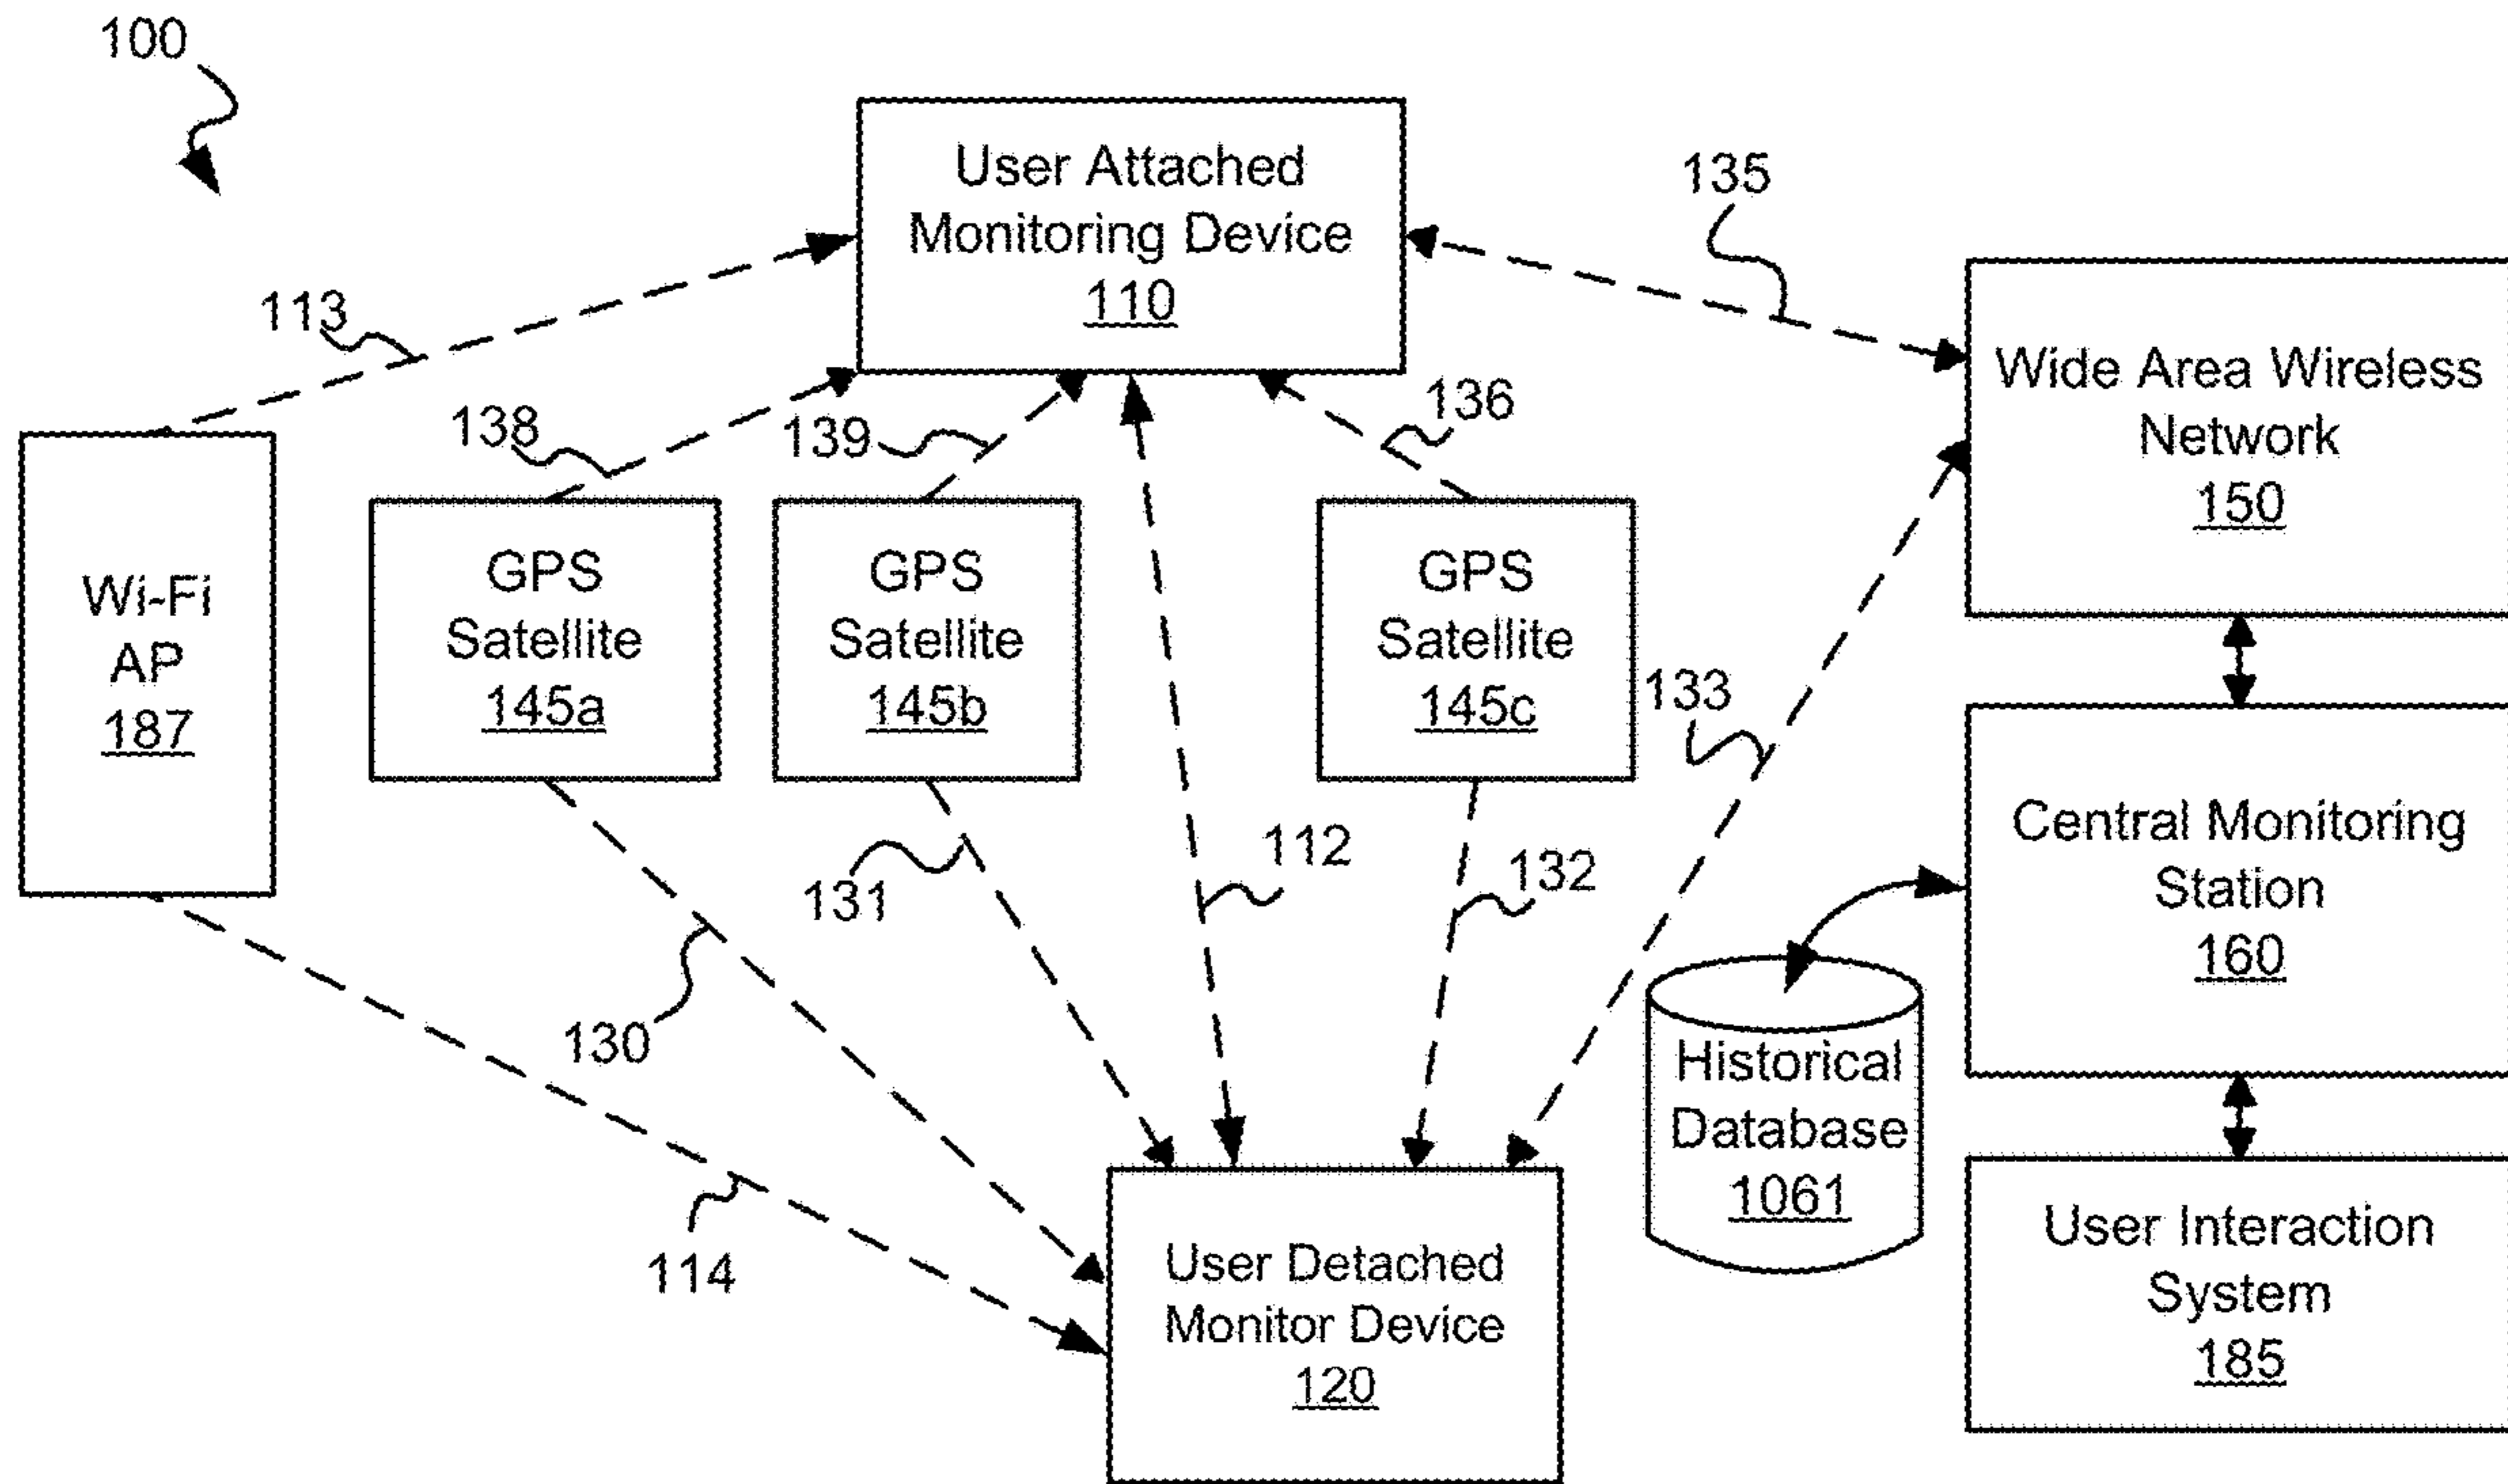 100
User Attached
Monitoring Device
110
135
113
138
139
136
Wide Area Wireless
Network
150
Wi-Fi
AP
187
GPS
Satellite
145a
GPS
Satellite
145b
GPS
Satellite
145c
133
131
112
132
130
114
Central Monitoring
Station
160
Historical
Database
1061
User Detached
Monitor Device
120
User Interaction
System
185